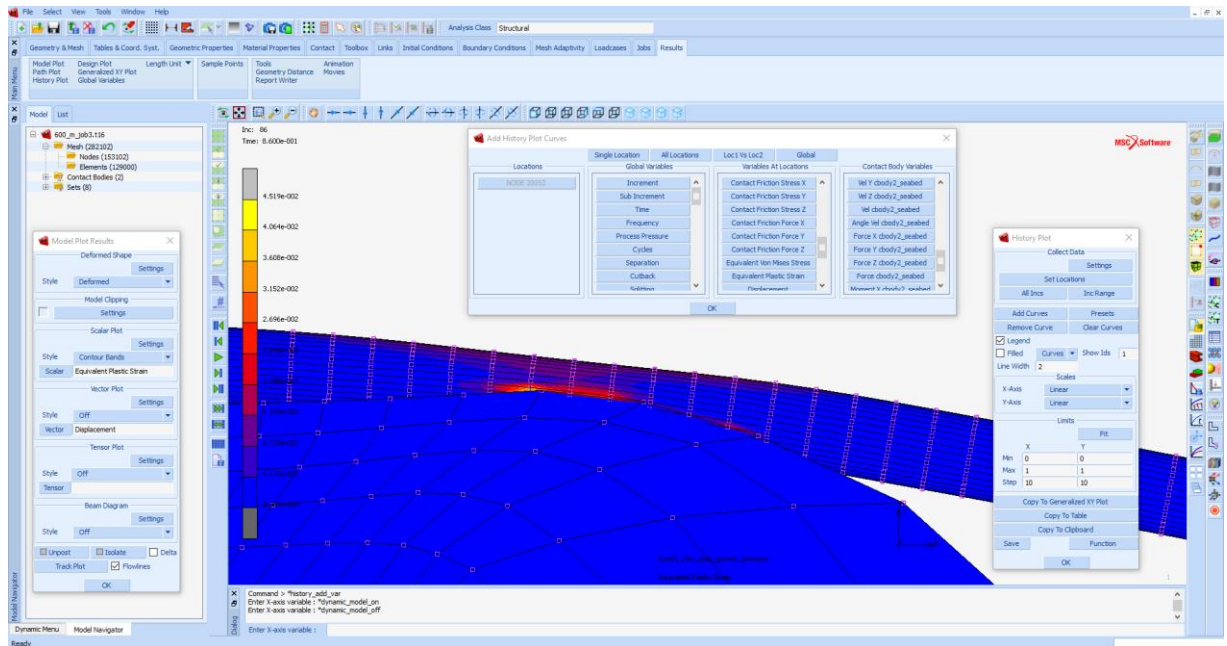 File Select View Tools Window Help
Analysis Class Structural
Geometry & Mesh Tables & Coord. Syst. Geometric Properties Material Properties Contact Toolbox Links Initial Conditions Boundary Conditions Mesh Adaptivity Loadcases Jobs Results
Main Menu
Model Plot Design Plot Length Unit Sample Points Tools Animation
Path Plot Generalized XY Plot Geometry Distance Movies
History Plot Global Variables Report Writer
Model List
600_m_job3.t16
Mesh (282102)
Nodes (153102)
Elements (129000)
Contact Bodies (2)
Sets (8)
Model Plot Results
Deformed Shape
Settings
Style Deformed
Model Clipping
Settings
Scalar Plot
Settings
Style Contour Bands
Scalar Equivalent Plastic Strain
Vector Plot
Settings
Style Off
Vector Displacement
Tensor Plot
Settings
Style Off
Tensor
Beam Diagram
Settings
Style Off
Unpost Isolate Delta
Track Plot Flowlines
OK
Model Navigator
Dynamic Menu Model Navigator
Ready
Inc: 86
Time: 8.600e-001
4.519e-002
4.064e-002
3.608e-002
3.152e-002
2.696e-002
MSC Software
Add History Plot Curves
Single Location All Locations Loc1 Vs Loc2 Global
Locations Global Variables Variables At Locations Contact Body Variables
NODE 20052 Increment Contact Friction Stress X Vel Y cbody2_seabed
Sub Increment Contact Friction Stress Y Vel Z cbody2_seabed
Time Contact Friction Stress Z Vel cbody2_seabed
Frequency Contact Friction Force X Angle Vel cbody2_seabed
Process Pressure Contact Friction Force Y Force X cbody2_seabed
Cycles Contact Friction Force Z Force Y cbody2_seabed
Separation Equivalent Von Mises Stress Force Z cbody2_seabed
Cutback Equivalent Plastic Strain Force cbody2_seabed
Splitting Displacement Moment X cbody2_seabed
OK
History Plot
Collect Data
Settings
Set Locations
All Incs Inc Range
Add Curves Presets
Remove Curve Clear Curves
Legend
Filled Curves Show Ids 1
Line Width 2
Scales
X-Axis Linear
Y-Axis Linear
Limits
Fit
X Y
Min 0 0
Max 1 1
Step 10 10
Copy To Generalized XY Plot
Copy To Table
Copy To Clipboard
Save Function
OK
1
Dialog
Command > *history_add_var
Enter X-axis variable : *dynamic_model_on
Enter X-axis variable : *dynamic_model_off
Enter X-axis variable :